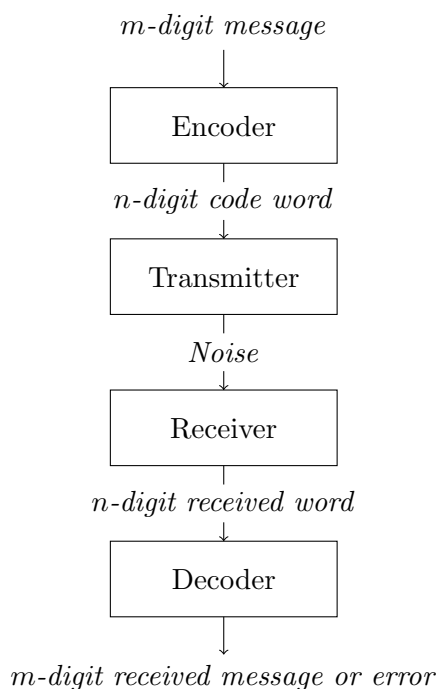 m-digit message
Encoder
n-digit code word
Transmitter
Noise
Receiver
n-digit received word
Decoder
m-digit received message or error